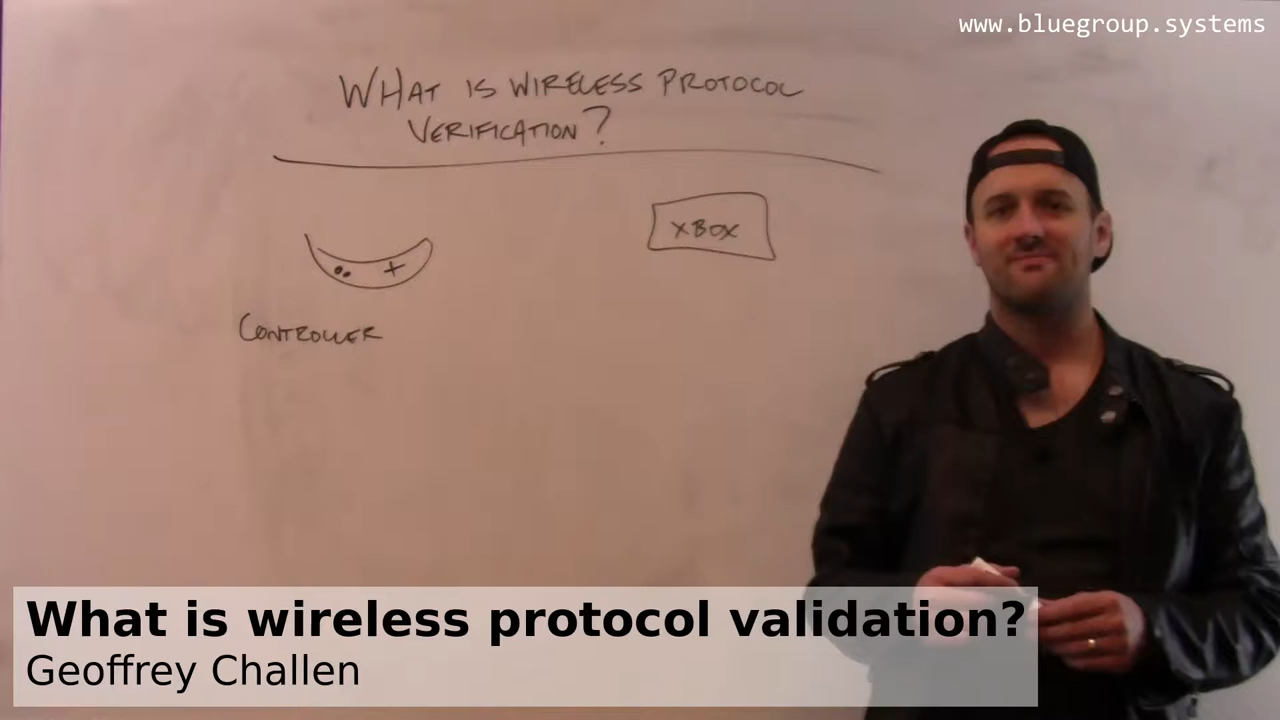 www.bluegroup.systems
WHAT IS WIRELESS PROTOCOL
VERIFICATION?
XBOX
CONTROLLER
What is wireless protocol validation?
Geoffrey Challen